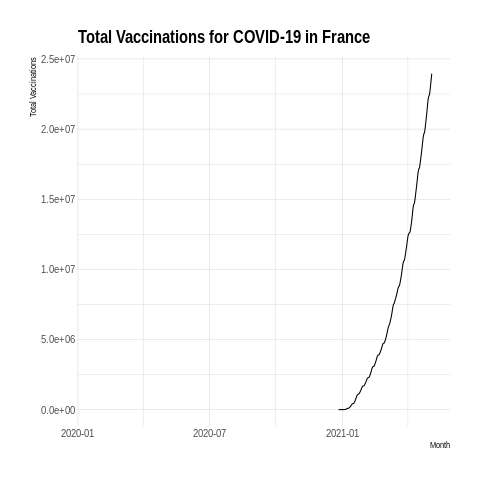 Total Vaccinations for COVID-19 in France
Total Vaccinations
2.5e+07
2.0e+07
1.5e+07
1.0e+07
5.0e+06
0.0e+00
2020-01
2020-07
2021-01
Month